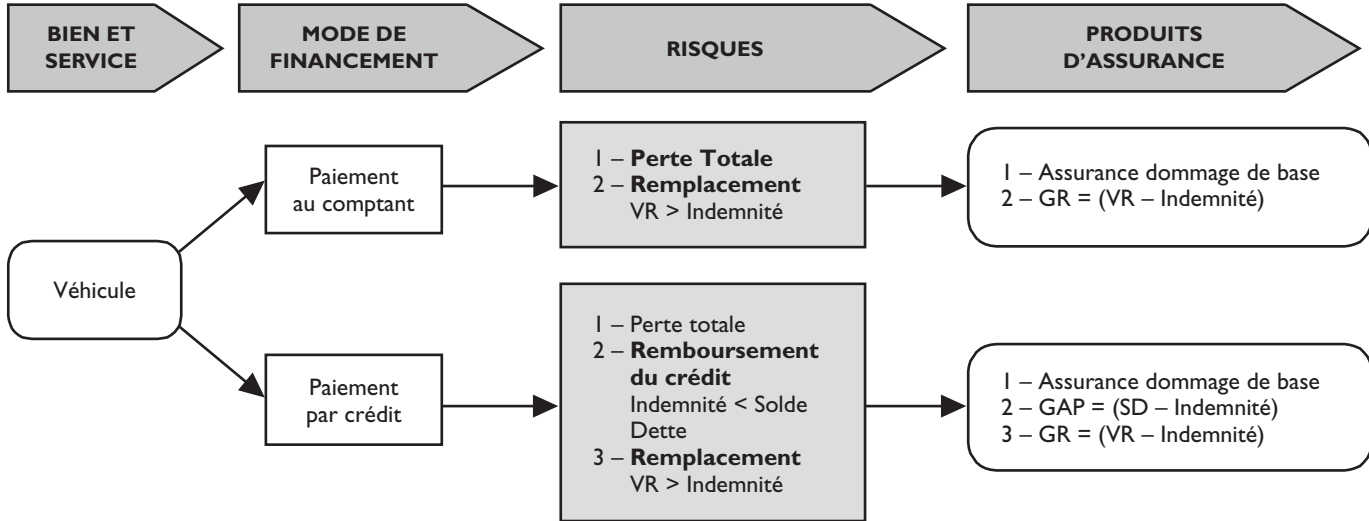 BIEN ET
SERVICE
MODE DE
FINANCEMENT
RISQUES
PRODUITS
D’ASSURANCE
Véhicule
Paiement
au comptant
1 – Perte Totale
2 – Remplacement
VR > Indemnité
1 – Assurance dommage de base
2 – GR = (VR – Indemnité)
Paiement
par crédit
1 – Perte totale
2 – Remboursement
du crédit
Indemnité < Solde
Dette
3 – Remplacement
VR > Indemnité
1 – Assurance dommage de base
2 – GAP = (SD – Indemnité)
3 – GR = (VR – Indemnité)